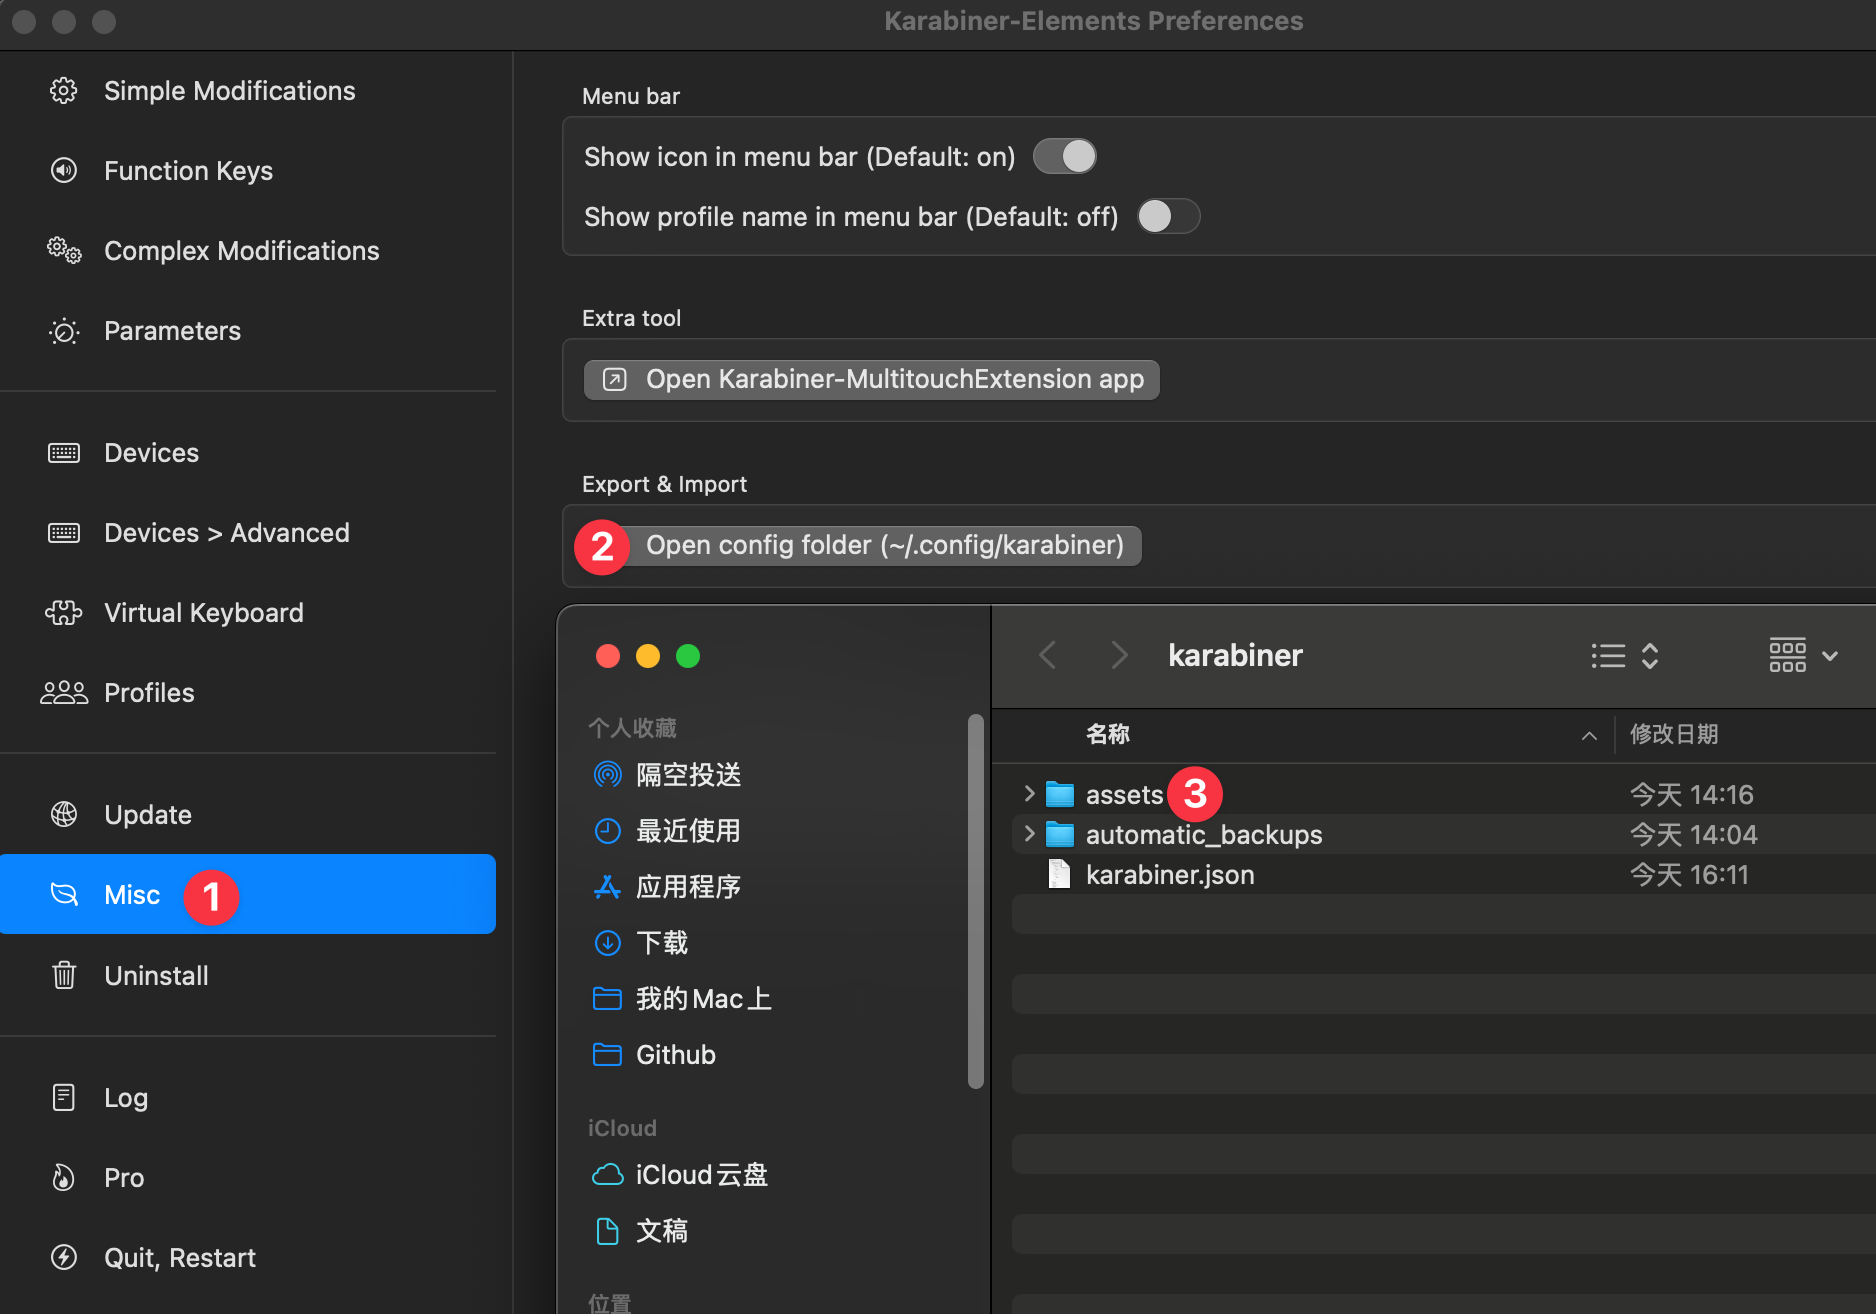 Karabiner-Elements Preferences
Simple Modifications
Function Keys
Complex Modifications
Parameters
Devices
Devices > Advanced
Virtual Keyboard
Profiles
Update
Misc 1
Uninstall
Log
Pro
Quit, Restart
Menu bar
Show icon in menu bar (Default: on)
Show profile name in menu bar (Default: off)
Extra tool
Open Karabiner-MultitouchExtension app
Export & Import
2 Open config folder (~/.config/karabiner)
个人收藏
隔空投送
最近使用
应用程序
下载
我的Mac上
Github
iCloud
iCloud云盘
文稿
位置
karabiner
名称 修改日期
assets 3 今天 14:16
automatic_backups 今天 14:04
karabiner.json 今天 16:11